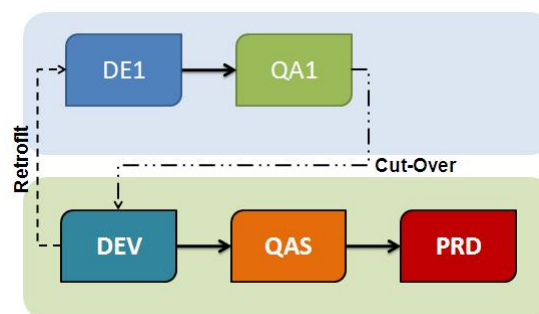 DE1
QA1
Retrofit
Cut-Over
DEV
QAS
PRD